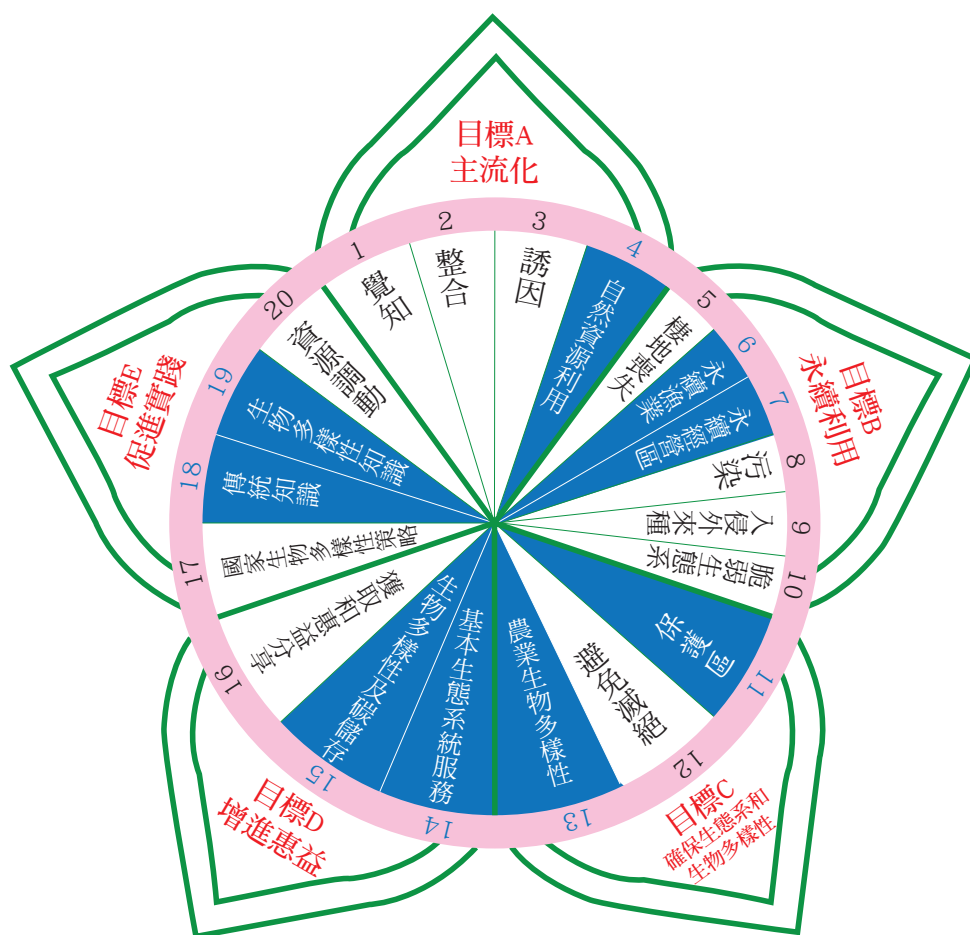 目標A
主流化
1
覺知
2
整合
3
誘因
4
自然資源利用
目標B
永續利用
5
棲地喪失
6
永續漁業
7
永續經營區
8
污染
9
入侵外來種
10
脆弱生態系
目標C
確保生態系和
生物多樣性
11
保護區
12
避免滅絕
13
農業生物多樣性
目標D
增進惠益
14
基本生態系統服務
15
生物多樣性及碳儲存
16
獲取和惠益分享
目標E
促進實踐
17
國家生物多樣性策略
18
傳統知識
19
生物多樣性知識
20
資源調動